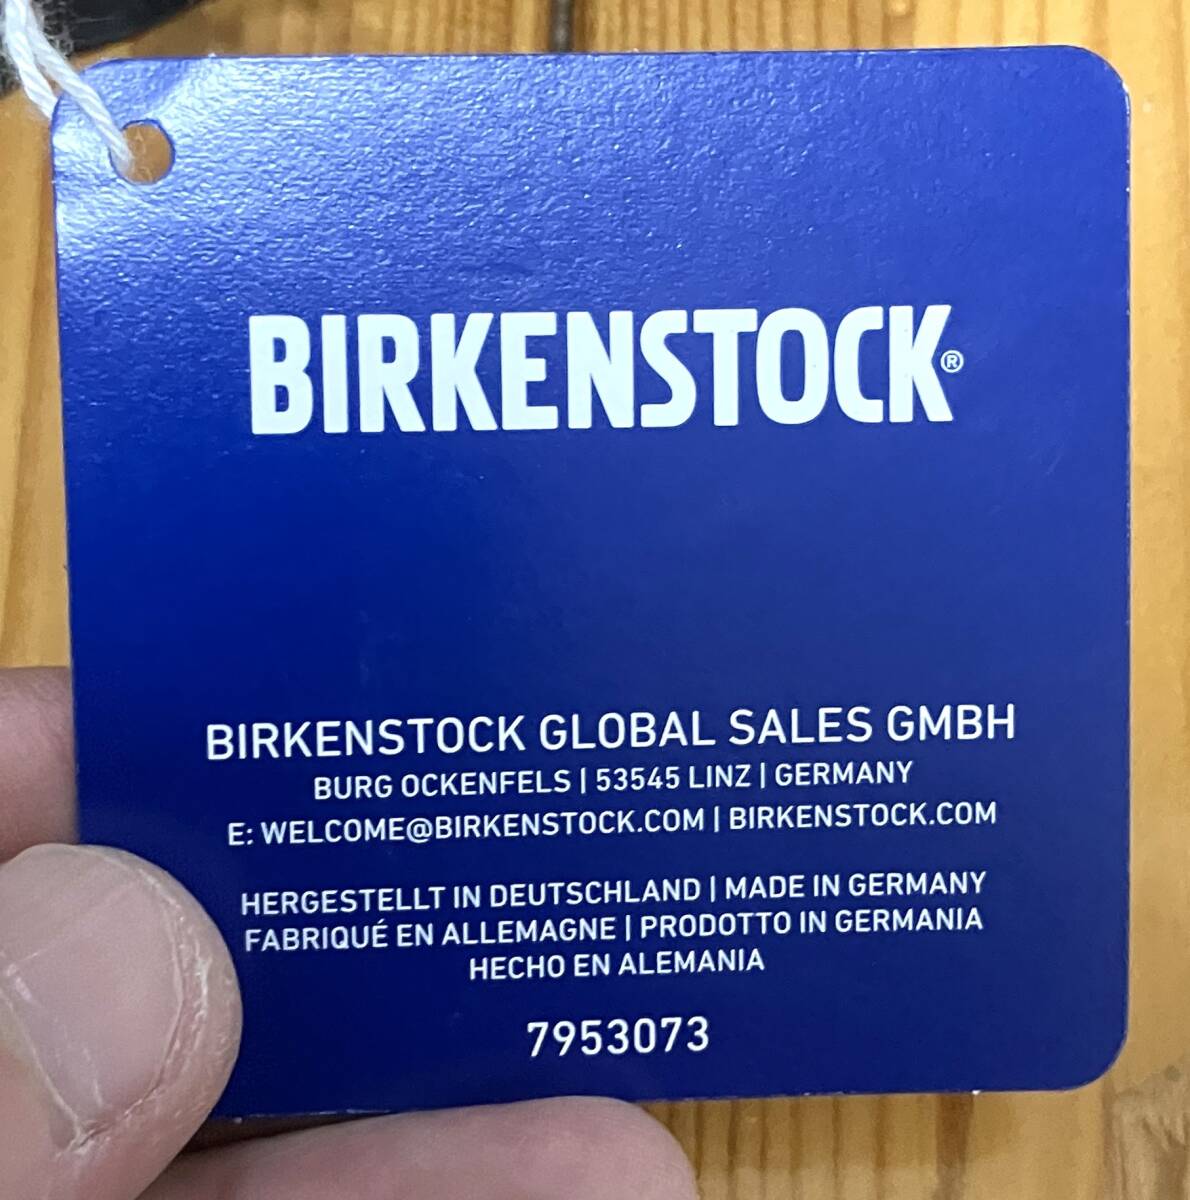 BIRKENSTOCK®
BIRKENSTOCK GLOBAL SALES GMBH
BURG OCKENFELS | 53545 LINZ | GERMANY
E: WELCOME@BIRKENSTOCK.COM | BIRKENSTOCK.COM
HERGESTELLT IN DEUTSCHLAND | MADE IN GERMANY
FABRIQUÉ EN ALLEMAGNE | PRODOTTO IN GERMANIA
HECHO EN ALEMANIA
7953073